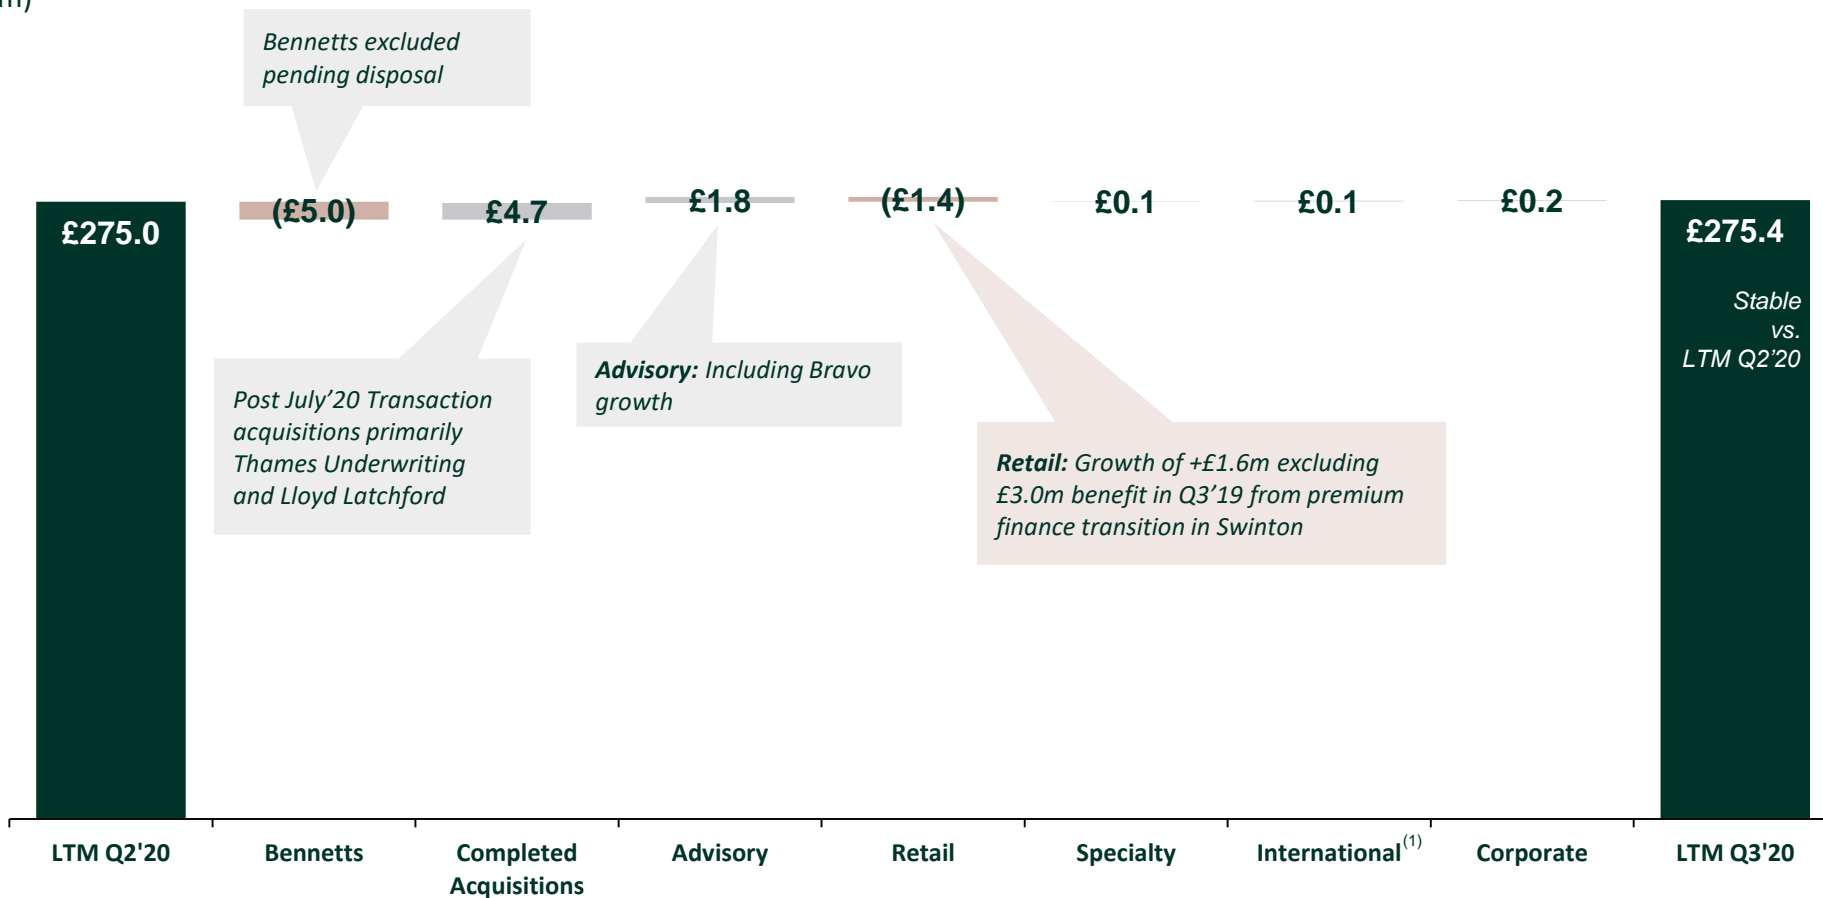 Bennetts excluded
pending disposal
£275.0
(£5.0)
£4.7
£1.8
(£1.4)
£0.1
£0.1
£0.2
£275.4
Stable
vs.
LTM Q2’20
Post July’20 Transaction
acquisitions primarily
Thames Underwriting
and Lloyd Latchford
Advisory: Including Bravo
growth
Retail: Growth of +£1.6m excluding
£3.0m benefit in Q3’19 from premium
finance transition in Swinton
LTM Q2'20
Bennetts
Completed
Acquisitions
Advisory
Retail
Specialty
International(1)
Corporate
LTM Q3'20